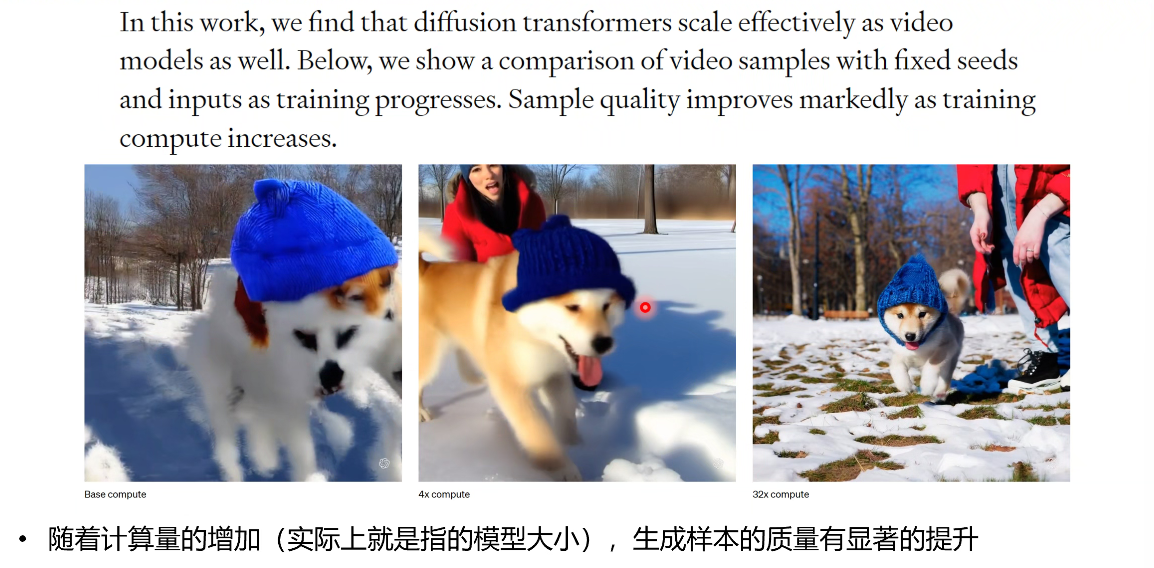 In this work, we find that diffusion transformers scale effectively as video
models as well. Below, we show a comparison of video samples with fixed seeds
and inputs as training progresses. Sample quality improves markedly as training
compute increases.
Base compute
4x compute
32x compute
• 随着计算量的增加（实际上就是指的模型大小），生成样本的质量有显著的提升